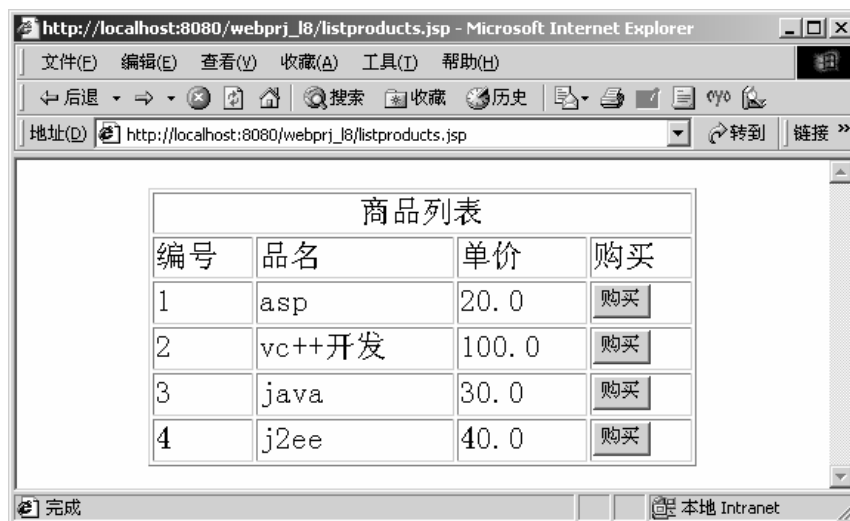 http://localhost:8080/webprj_l8/listproducts.jsp - Microsoft Internet Explorer
文件(F) 编辑(E) 查看(V) 收藏(A) 工具(T) 帮助(H)
后退 搜索 收藏 历史
地址(D) http://localhost:8080/webprj_l8/listproducts.jsp 转到 链接 »
商品列表
编号 品名 单价 购买
1 asp 20.0 购买
2 vc++开发 100.0 购买
3 java 30.0 购买
4 j2ee 40.0 购买
完成 本地 Intranet